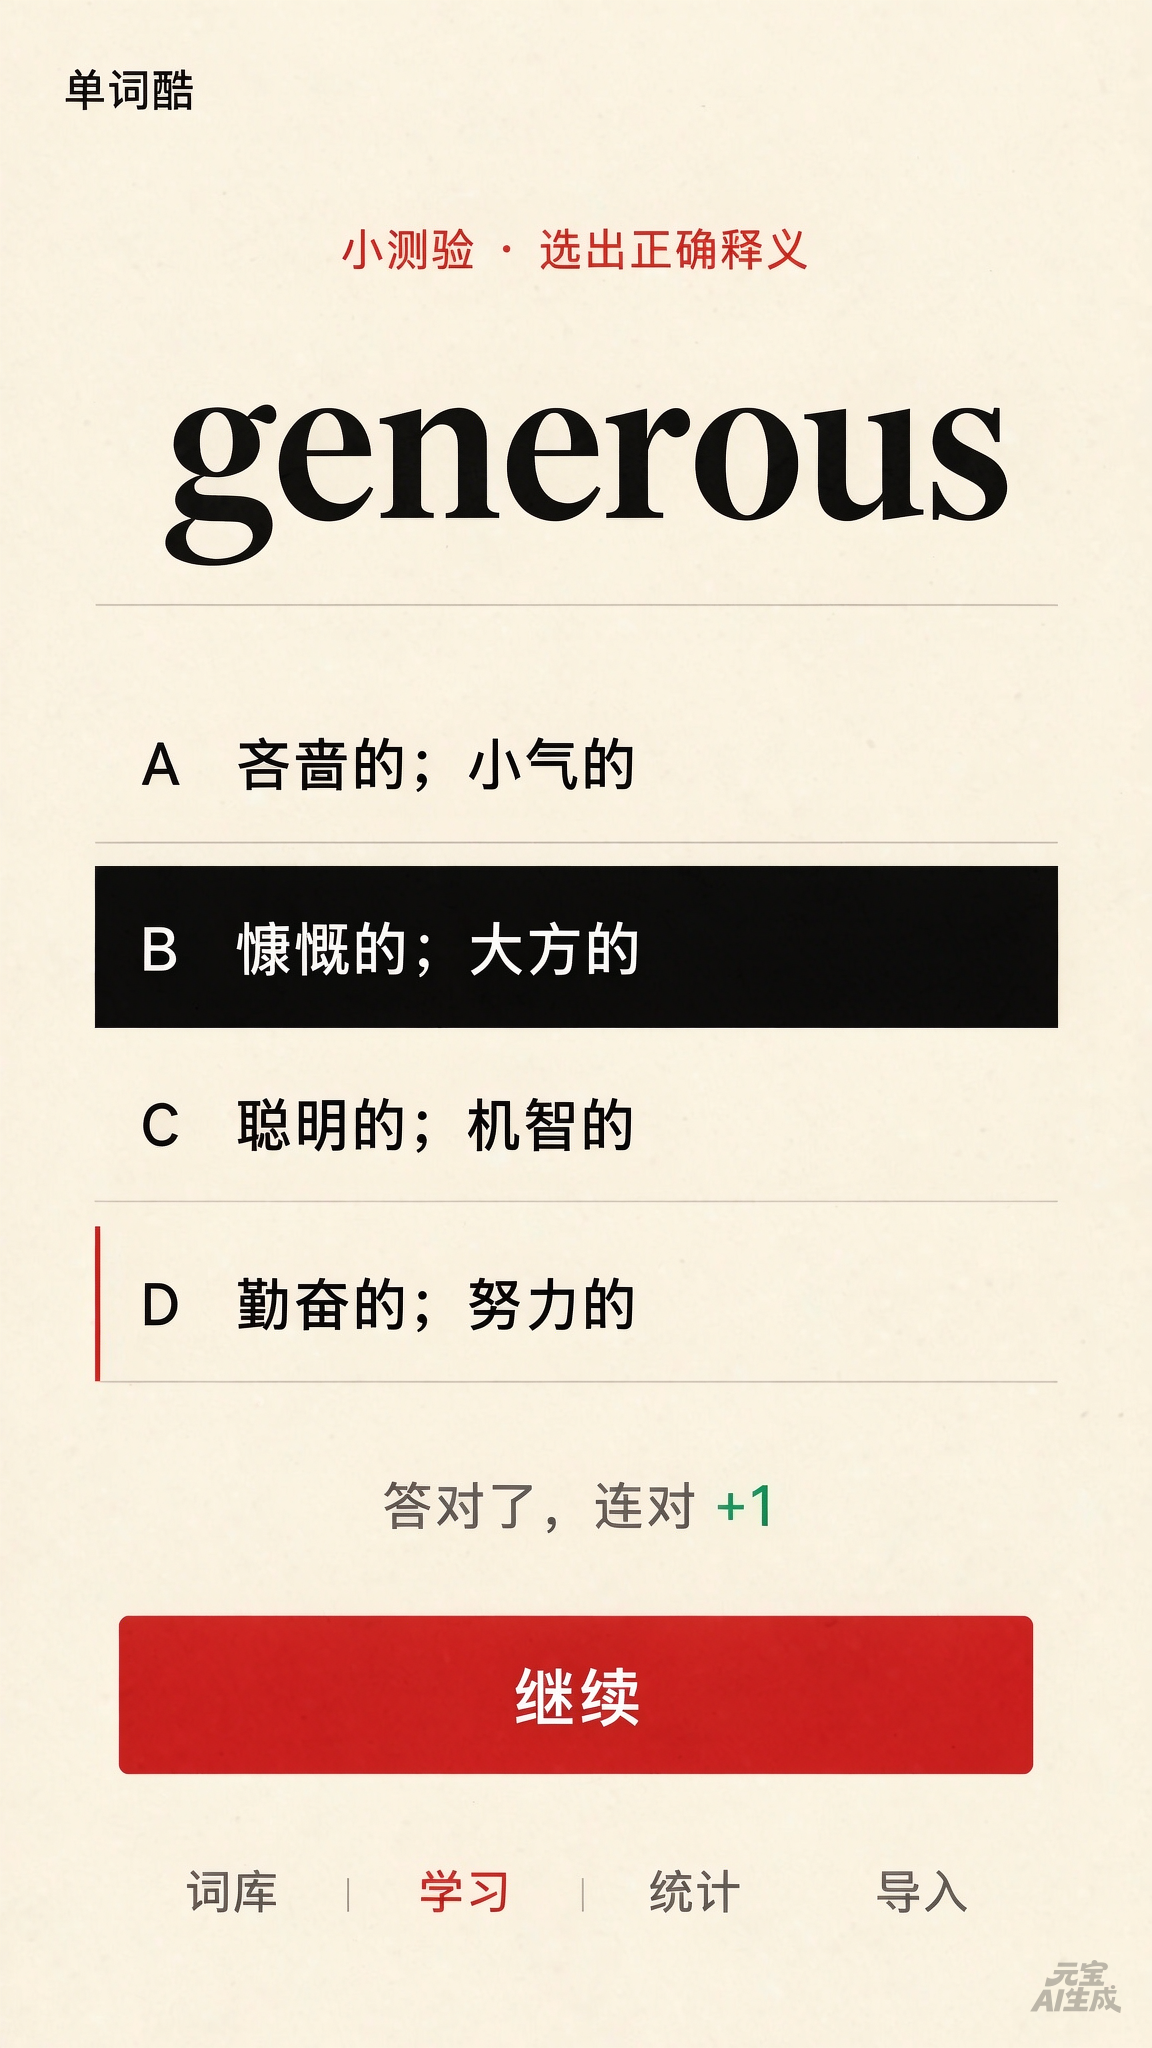 单词酷
小测验 · 选出正确释义
generous
A 吝啬的；小气的
B 慷慨的；大方的
C 聪明的；机智的
D 勤奋的；努力的
答对了，连对 +1
继续
词库 | 学习 | 统计 导入
元宝
AI生成